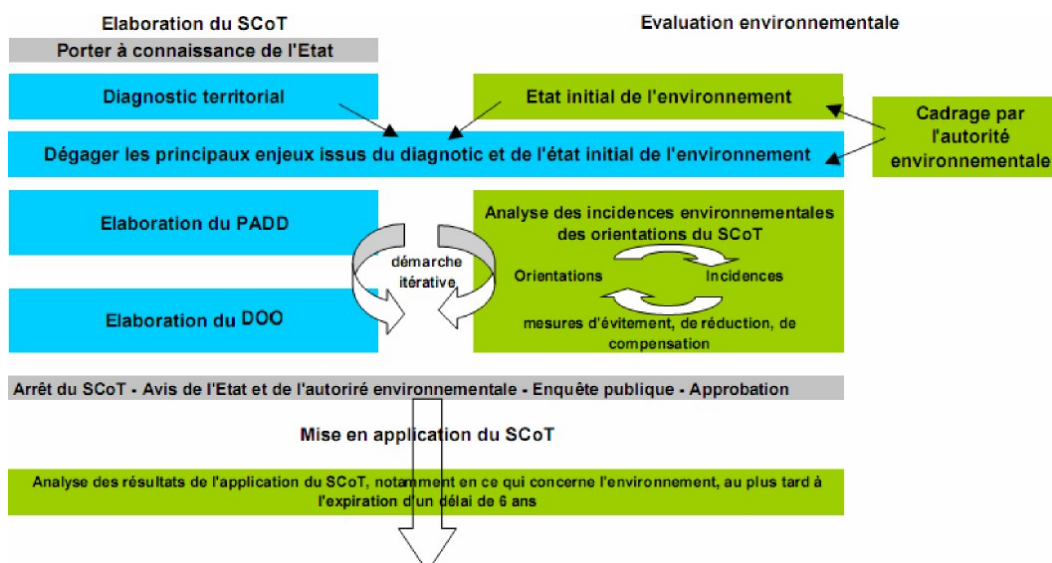 Elaboration du SCoT
Evaluation environnementale
Porter à connaissance de l'Etat
Diagnostic territorial
Etat initial de l'environnement
Cadrage par
l'autorité
environnementale
Dégager les principaux enjeux issus du diagnotic et de l'état initial de l'environnement
Elaboration du PADD
Analyse des incidences environnementales
des orientations du SCoT
démarche
itérative
Orientations
Incidences
Elaboration du DOO
mesures d'évitement, de réduction, de
compensation
Arrêt du SCoT - Avis de l'Etat et de l'autoriré environnementale - Enquête publique - Approbation
Mise en application du SCoT
Analyse des résultats de l'application du SCoT, notamment en ce qui concerne l'environnement, au plus tard à
l'expiration d'un délai de 6 ans